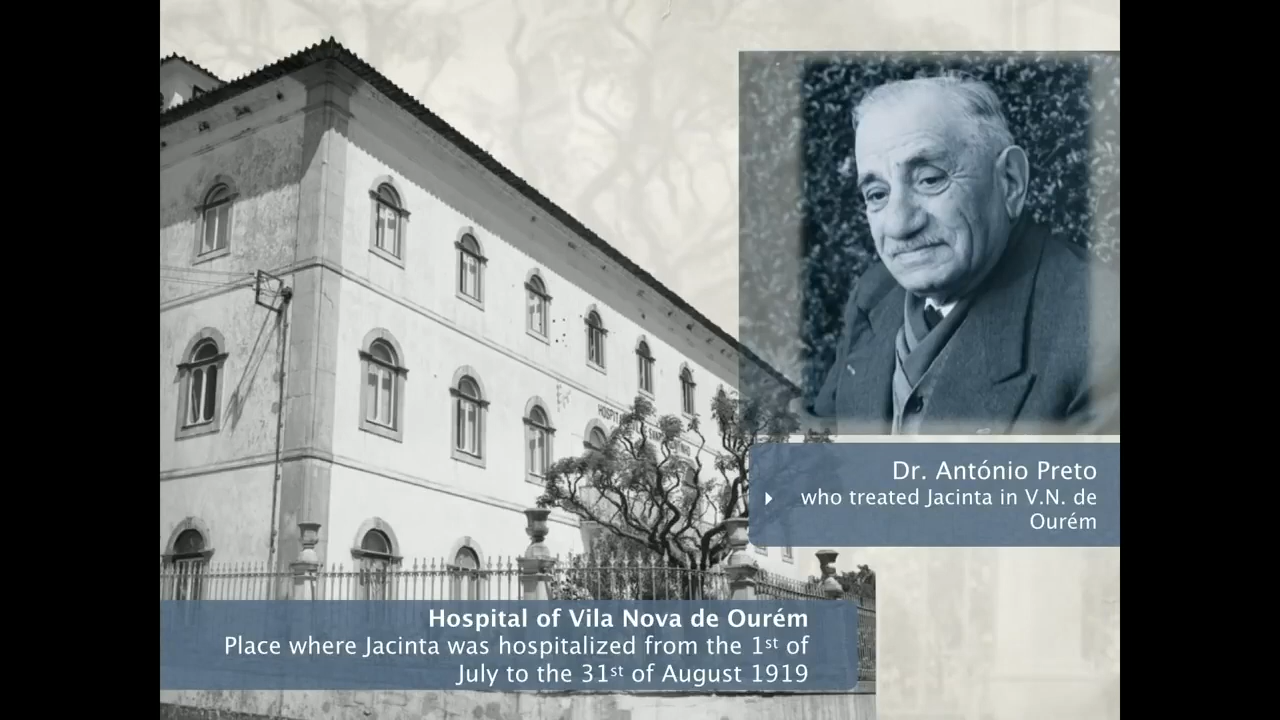 HOSPITAL
Dr. António Preto
who treated Jacinta in V.N. de
Ourém
Hospital of Vila Nova de Ourém
Place where Jacinta was hospitalized from the 1st of
July to the 31st of August 1919